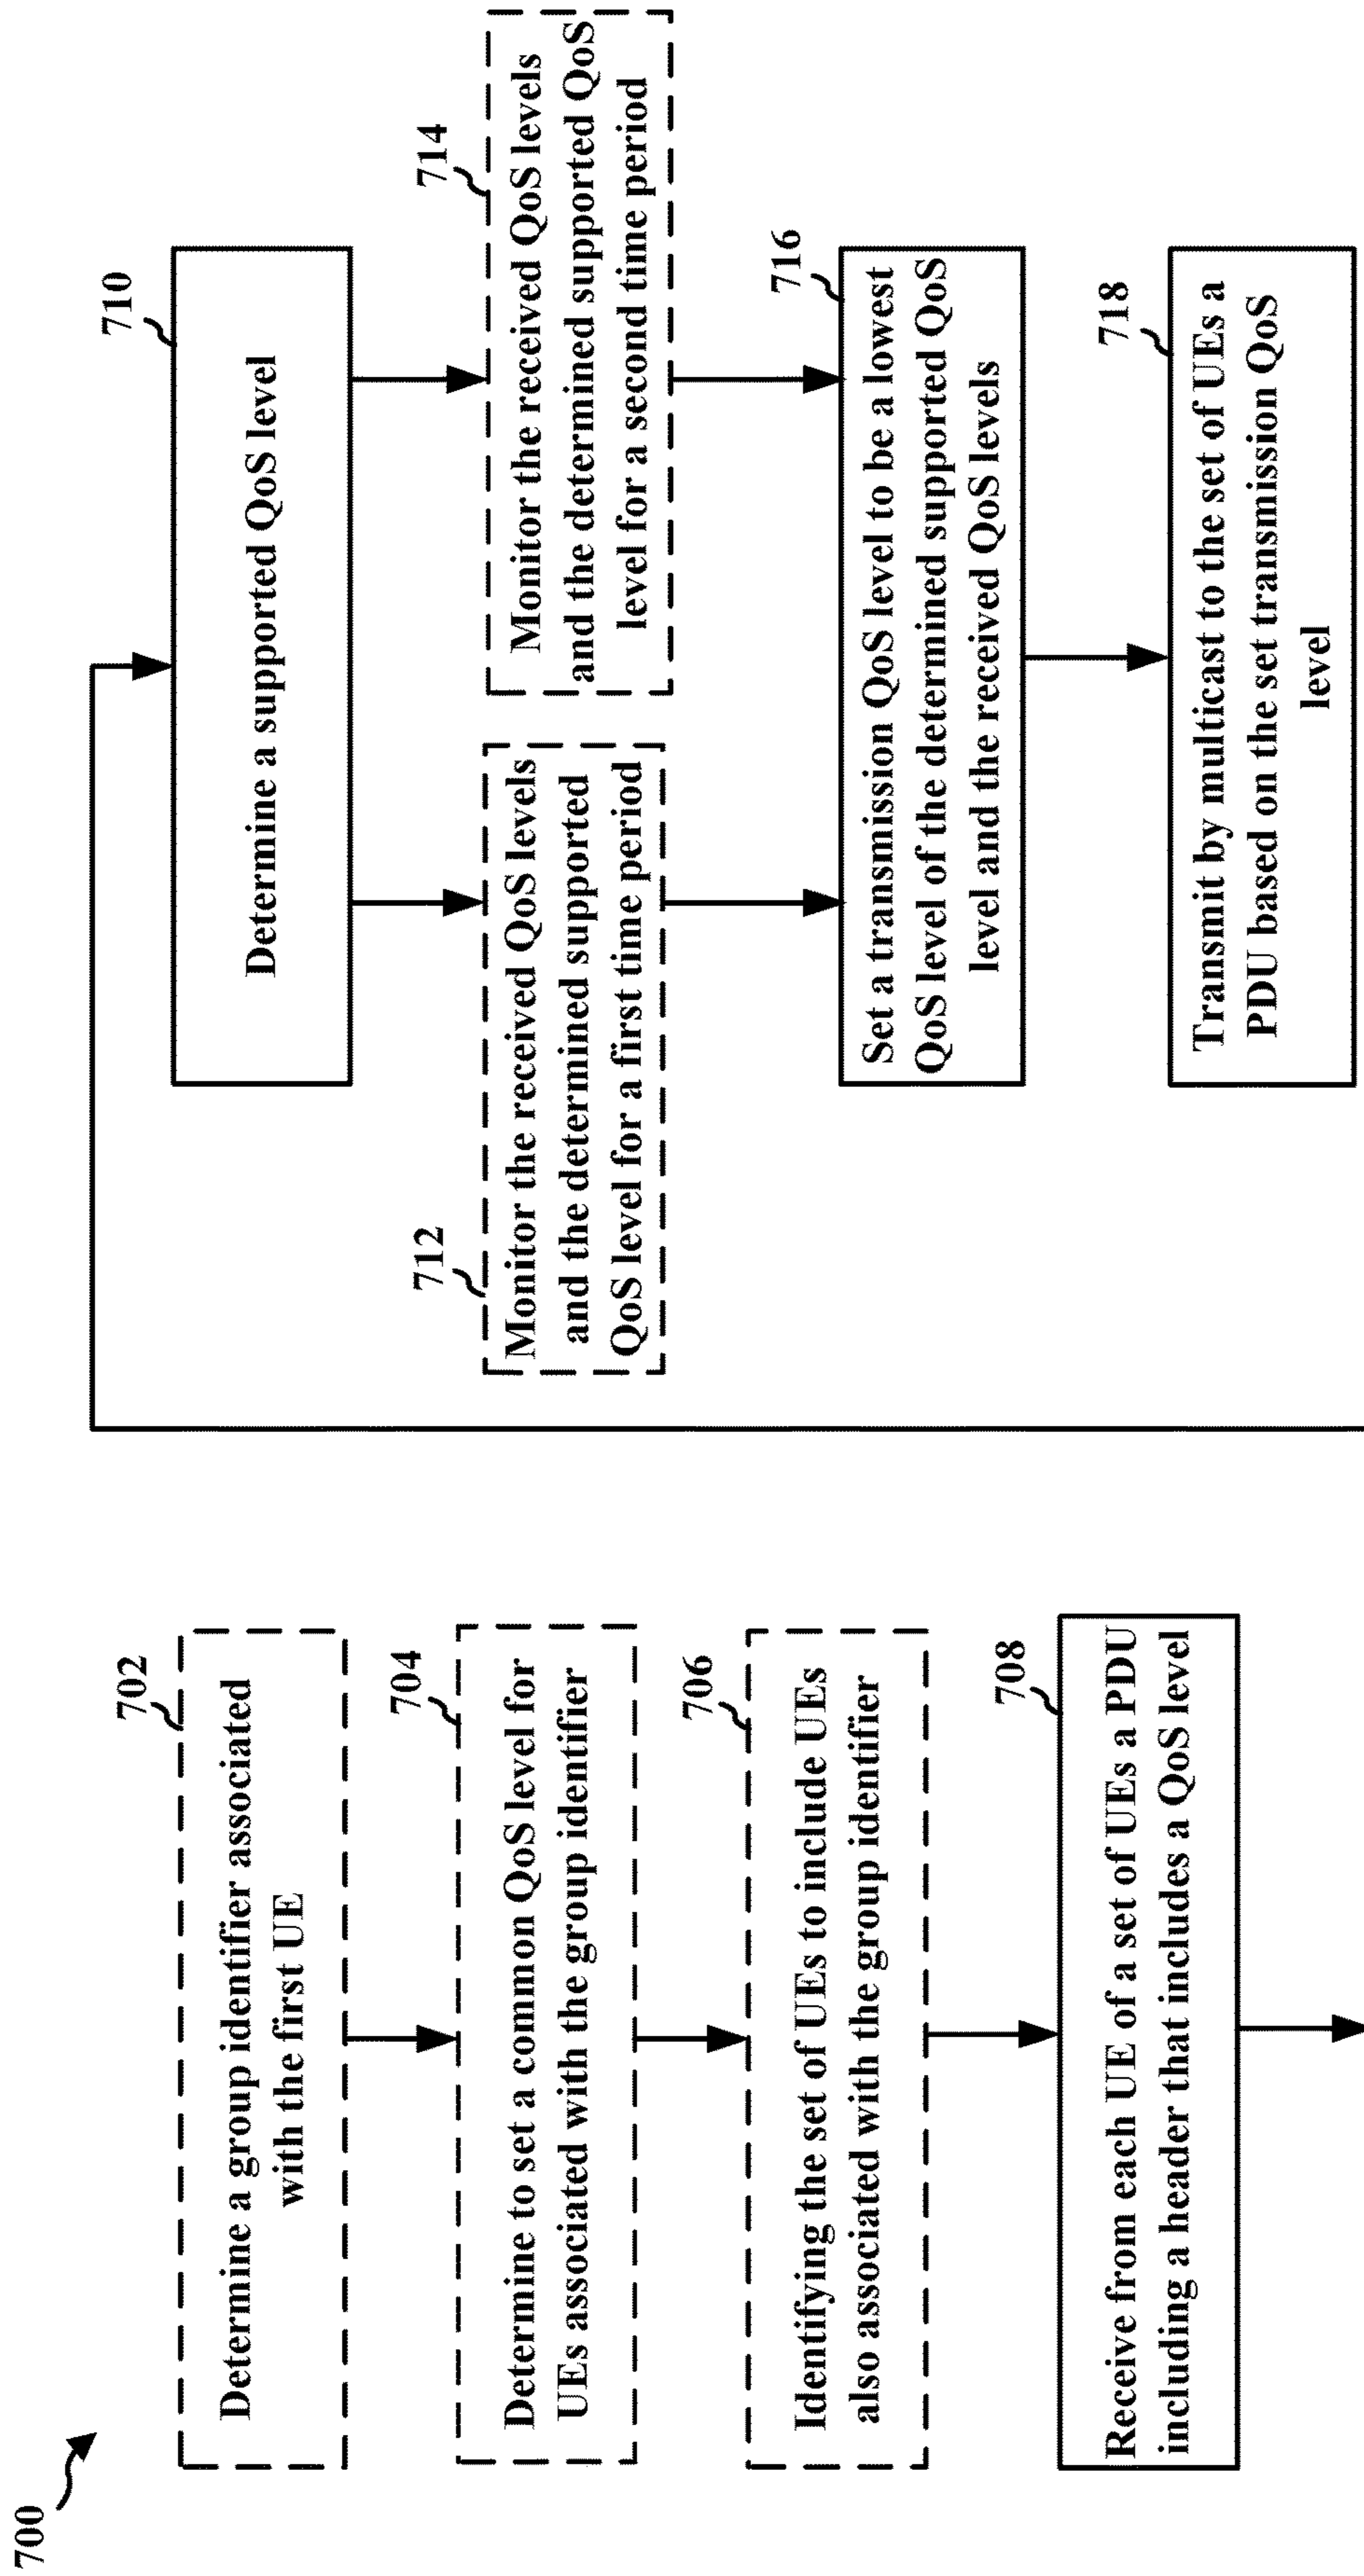 700
702
Determine a group identifier associated
with the first UE
704
Determine to set a common QoS level for
UEs associated with the group identifier
706
Identifying the set of UEs to include UEs
also associated with the group identifier
708
Receive from each UE of a set of UEs a PDU
including a header that includes a QoS level
710
Determine a supported QoS level
712
Monitor the received QoS levels
and the determined supported
QoS level for a first time period
714
Monitor the received QoS levels
and the determined supported QoS
level for a second time period
716
Set a transmission QoS level to be a lowest
QoS level of the determined supported QoS
level and the received QoS levels
718
Transmit by multicast to the set of UEs a
PDU based on the set transmission QoS
level